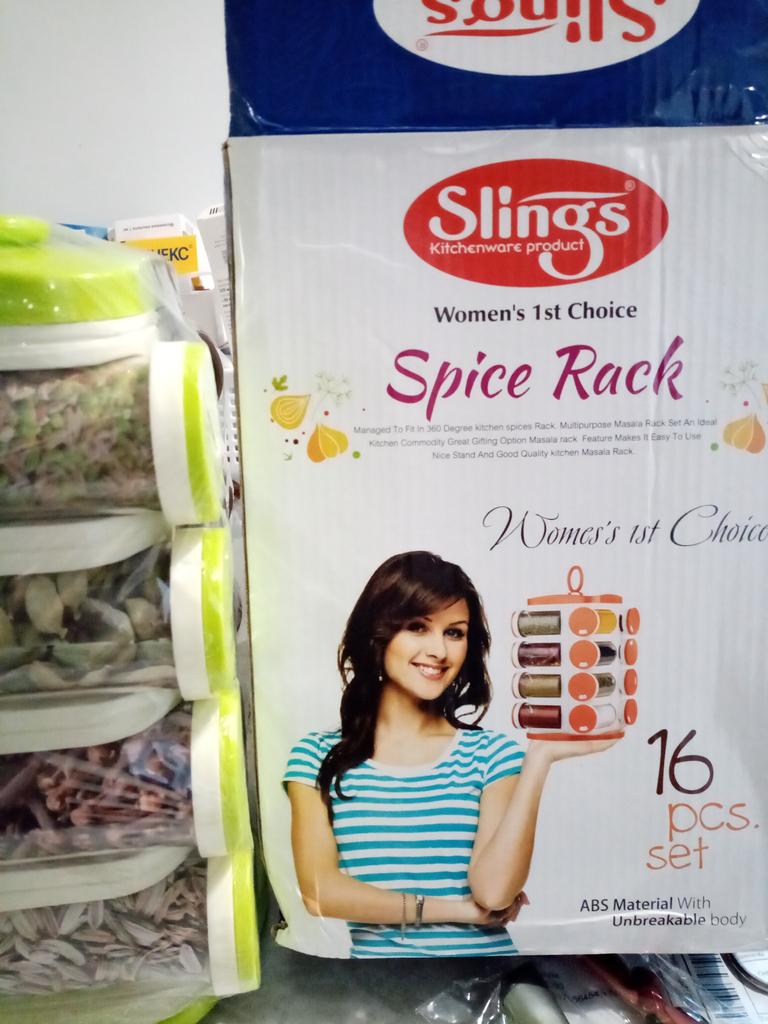 Slings
®
ЧЕКС
Slings®
Kitchenware product
Women's 1st Choice
Spice Rack
Managed To Fit In 360 Degree kitchen spices Rack. Multipurpose Masala Rack Set An Ideal
Kitchen Commodity Great Gifting Option Masala rack. Feature Makes It Easy To Use
Nice Stand And Good Quality kitchen Masala Rack.
Womes's 1st Choice
16
pcs.
set
ABS Material With
Unbreakable body